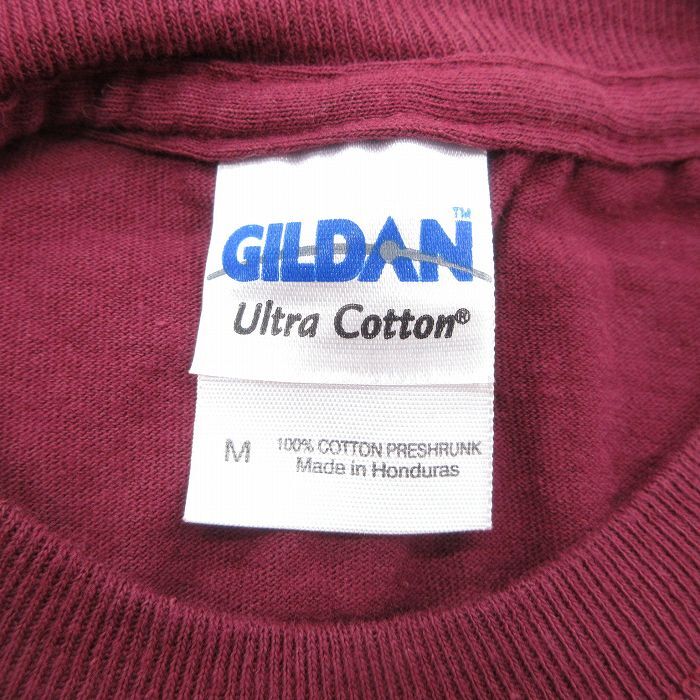 GILDAN™
Ultra Cotton®
M 100% COTTON PRESHRUNK
Made in Honduras